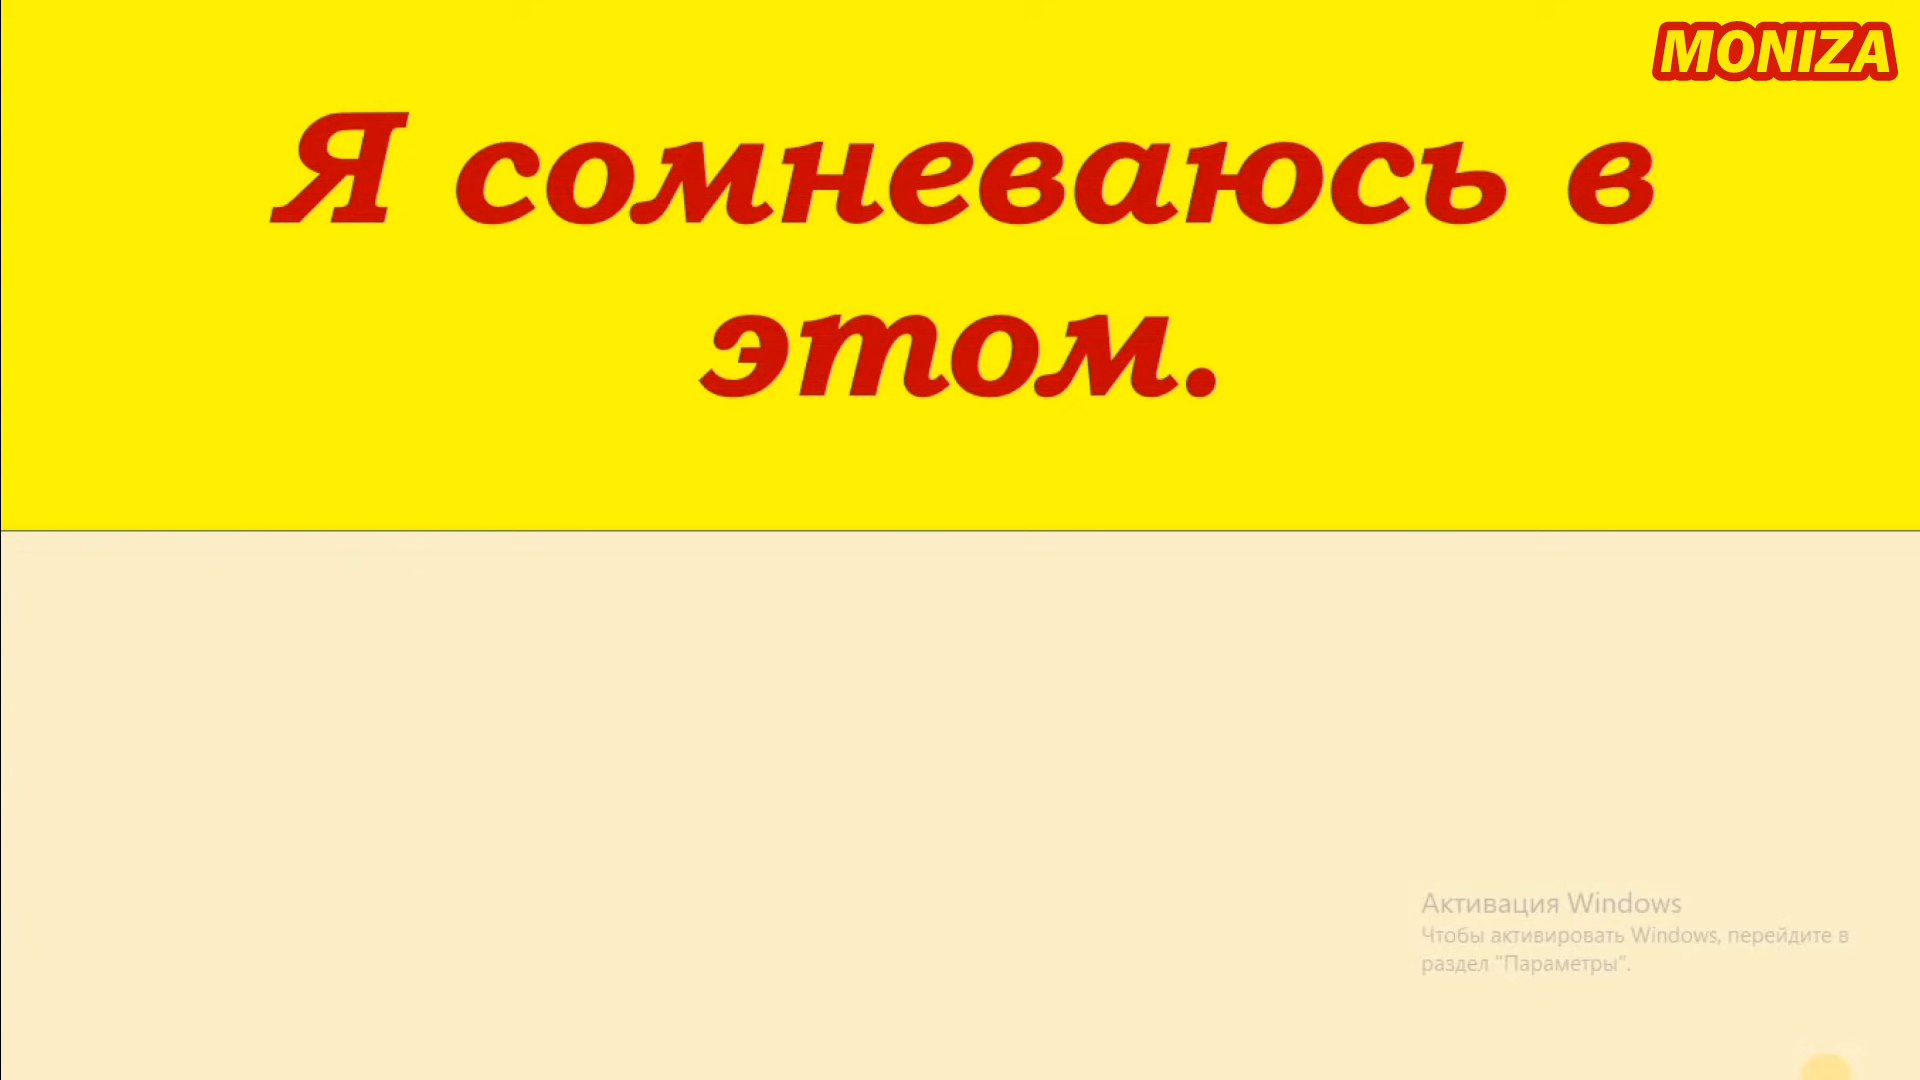 MONIZA
Я сомневаюсь в
этом.
Активация Windows
Чтобы активировать Windows, перейдите в
раздел "Параметры".